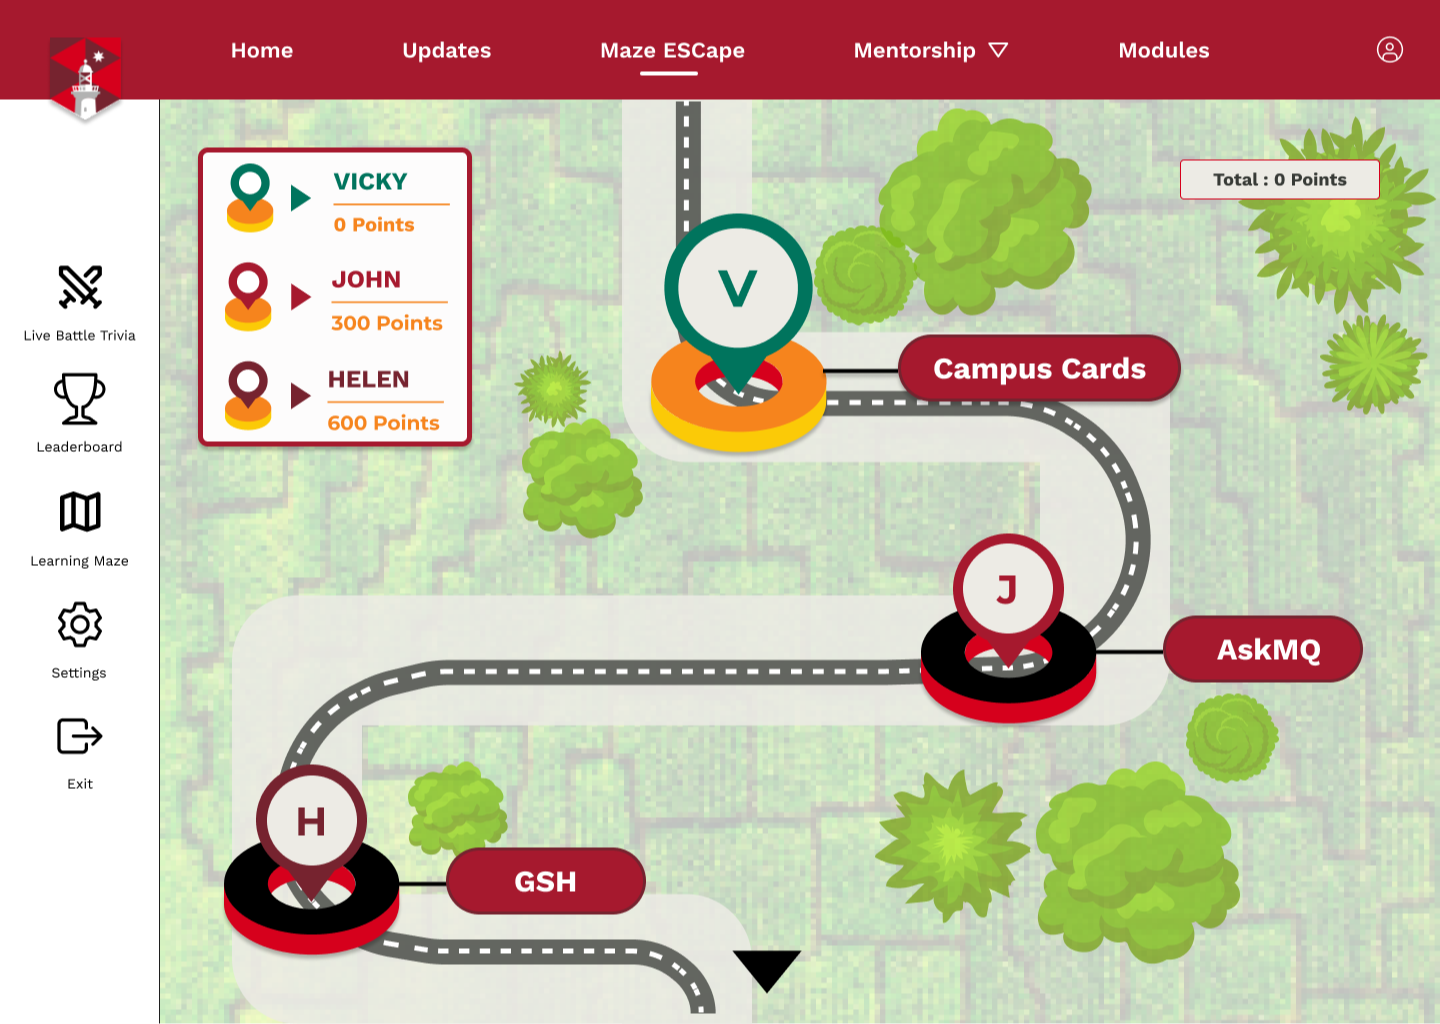 Home
Updates
Maze ESCape
Mentorship
Modules
Live Battle Trivia
Leaderboard
Learning Maze
Settings
Exit
VICKY
0 Points
JOHN
300 Points
HELEN
600 Points
Total : 0 Points
V
Campus Cards
J
AskMQ
H
GSH